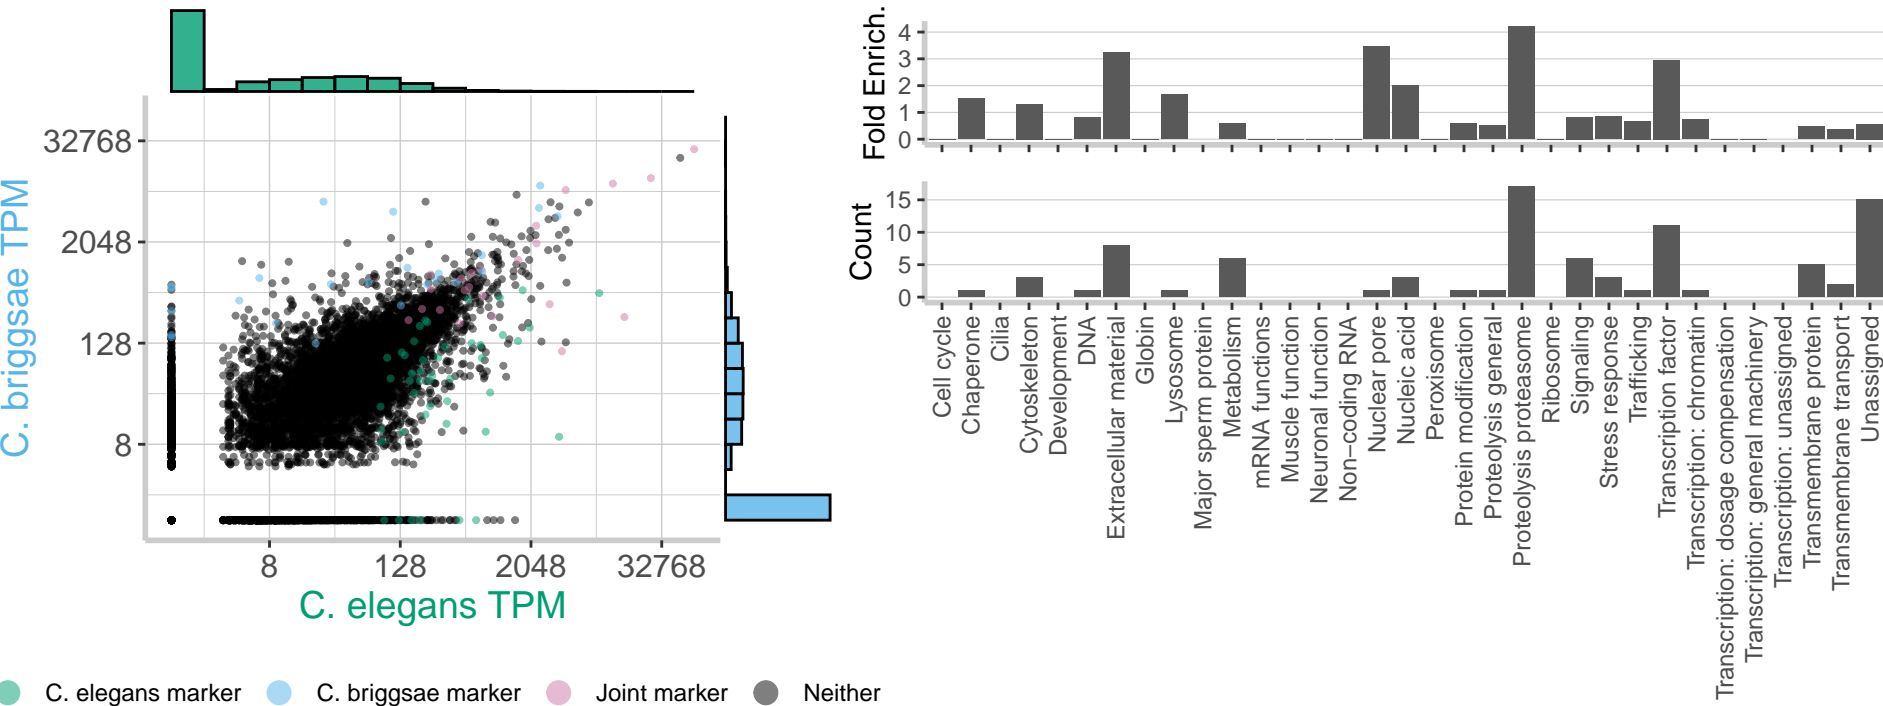 32768
2048
128
8
C. briggsae TPM
8
128
2048
32768
C. elegans TPM
C. elegans marker
C. briggsae marker
Joint marker
Neither
Fold Enrich.
4
3
2
1
0
Count
15
10
5
0
Cell cycle
Chaperone
Cilia
Cytoskeleton
Development
DNA
Extracellular material
Globin
Lysosome
Major sperm protein
Metabolism
mRNA functions
Muscle function
Neuronal function
Non−coding RNA
Nuclear pore
Nucleic acid
Peroxisome
Protein modification
Proteolysis general
Proteolysis proteasome
Ribosome
Signaling
Stress response
Trafficking
Transcription factor
Transcription: chromatin
Transcription: dosage compensation
Transcription: general machinery
Transcription: unassigned
Transmembrane protein
Transmembrane transport
Unassigned